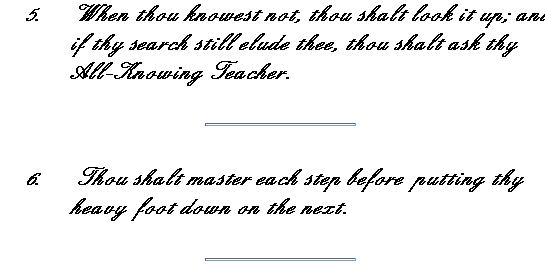 5. When thou knowest not, thou shalt look it up; and
if thy search still elude thee, thou shalt ask thy
All-Knowing Teacher.
6. Thou shalt master each step before putting thy
heavy foot down on the next.